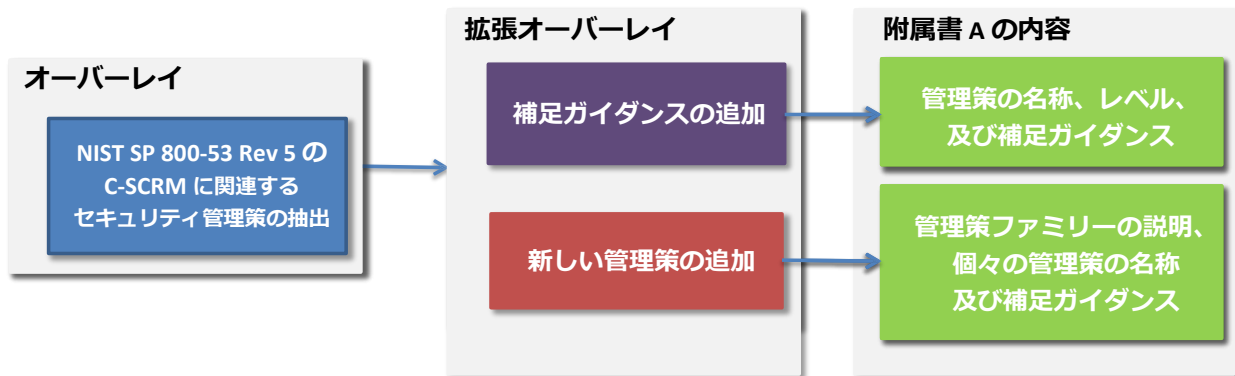 オーバーレイ
NIST SP 800-53 Rev 5 の
C-SCRM に関連する
セキュリティ管理策の抽出
拡張オーバーレイ
補足ガイダンスの追加
新しい管理策の追加
附属書 A の内容
管理策の名称、レベル、
及び補足ガイダンス
管理策ファミリーの説明、
個々の管理策の名称
及び補足ガイダンス